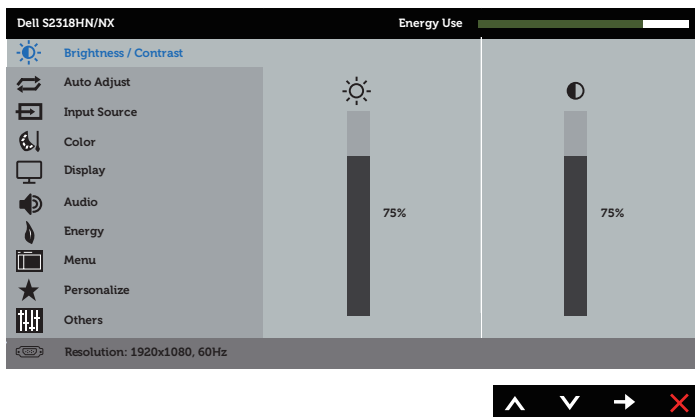 Dell S2318HN/NX Energy Use
Brightness / Contrast
Auto Adjust
Input Source
Color
Display
Audio
75% 75%
Energy
Menu
Personalize
Others
Resolution: 1920x1080, 60Hz